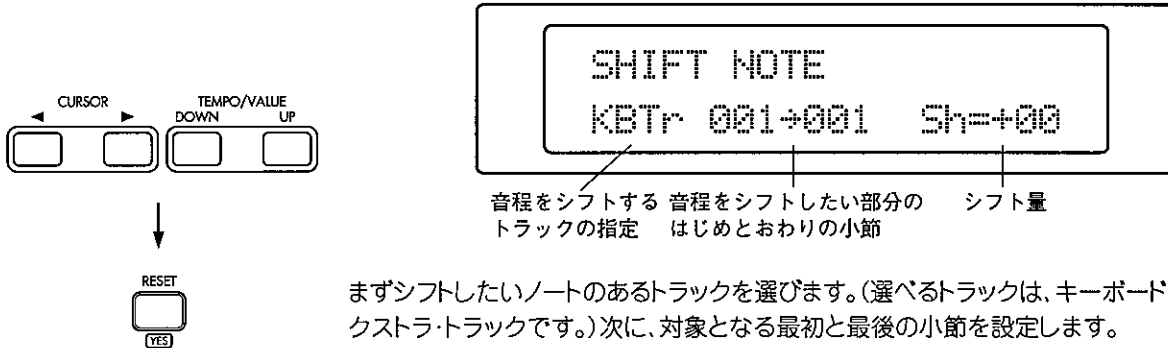 SHIFT NOTE
KBTr 001→001 Sh=+00
CURSOR TEMPO/VALUE
◀ ▶ DOWN UP
音程をシフトする 音程をシフトしたい部分の シフト量
トラックの指定 はじめとおわりの小節
RESET
YES
まずシフトしたいノートのあるトラックを選びます。(選べるトラックは、キーボード
クストラ・トラックです。)次に、対象となる最初と最後の小節を設定します。